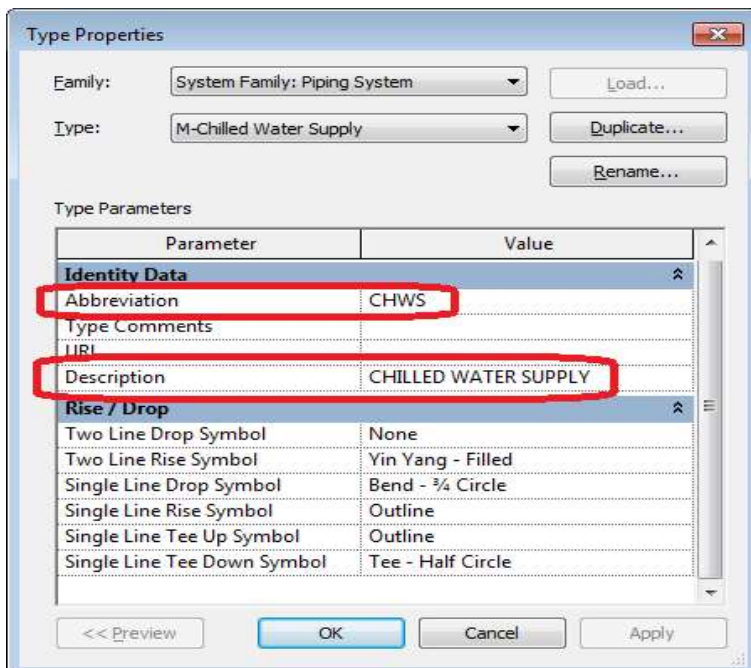 Type Properties
Family: System Family: Piping System Load...
Type: M-Chilled Water Supply Duplicate...
Rename...
Type Parameters
Parameter Value
Identity Data
Abbreviation CHWS
Type Comments
URL
Description CHILLED WATER SUPPLY
Rise / Drop
Two Line Drop Symbol None
Two Line Rise Symbol Yin Yang - Filled
Single Line Drop Symbol Bend - ¾ Circle
Single Line Rise Symbol Outline
Single Line Tee Up Symbol Outline
Single Line Tee Down Symbol Tee - Half Circle
<< Preview OK Cancel Apply